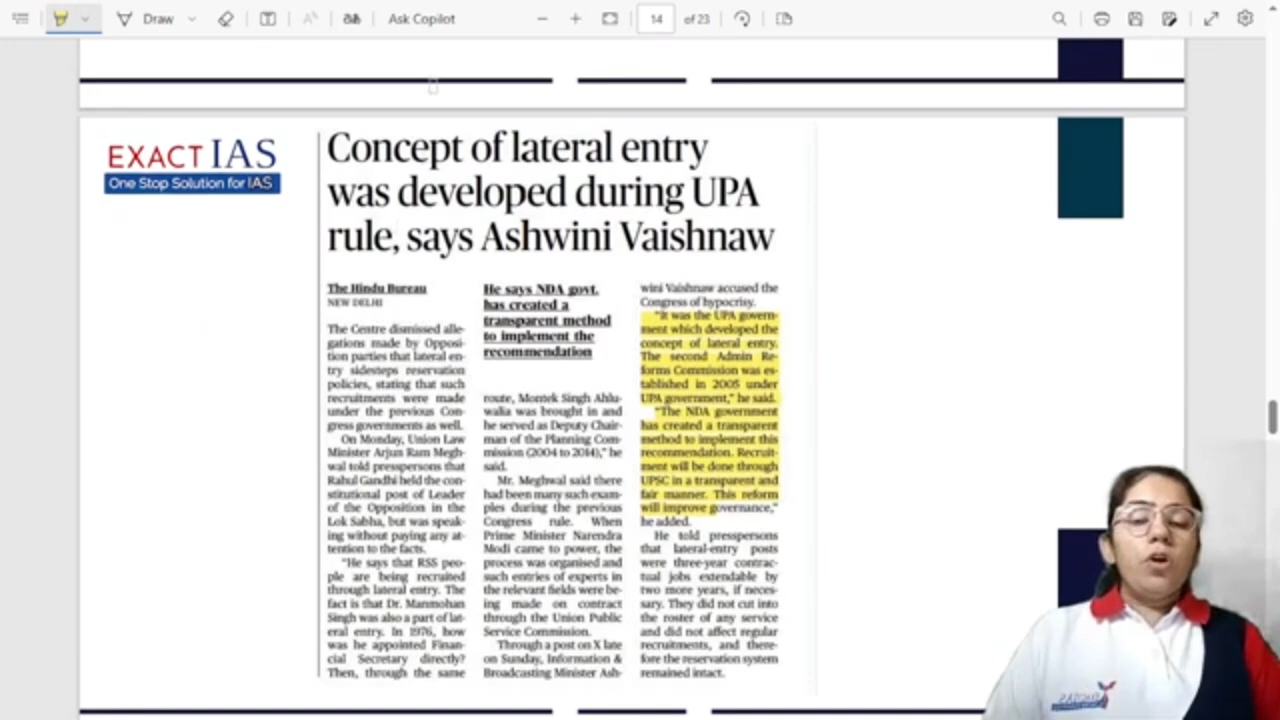 Draw
Ask Copilot
14 of 23
EXACT IAS
One Stop Solution for IAS
Concept of lateral entry
was developed during UPA
rule, says Ashwini Vaishnaw
The Hindu Bureau
NEW DELHI
The Centre dismissed alle-
gations made by Opposi-
tion parties that lateral en-
try sidesteps reservation
policies, stating that such
recruitments were made
under the previous Con-
gress governments as well.
On Monday, Union Law
Minister Arjun Ram Megh-
wal told presspersons that
Rahul Gandhi held the con-
stitutional post of Leader
of the Opposition in the
Lok Sabha, but was speak-
ing without paying any at-
tention to the facts.
"He says that RSS peo-
ple are being recruited
through lateral entry. The
fact is that Dr. Manmohan
Singh was also a part of lat-
eral entry. In 1976, how
was he appointed Finan-
cial Secretary directly?
Then, through the same
He says NDA govt.
has created a
transparent method
to implement the
recommendation
route, Montek Singh Ahlu-
walia was brought in and
he served as Deputy Chair-
man of the Planning Com-
mission (2004 to 2014)," he
said.
Mr. Meghwal said there
had been many such exam-
ples during the previous
Congress rule. When
Prime Minister Narendra
Modi came to power, the
process was organised and
such entries of experts in
the relevant fields were be-
ing made on contract
through the Union Public
Service Commission.
Through a post on X late
on Sunday, Information &
Broadcasting Minister Ash-
wini Vaishnaw accused the
Congress of hypocrisy.
"It was the UPA govern-
ment which developed the
concept of lateral entry.
The second Admin Re-
forms Commission was es-
tablished in 2005 under
UPA government," he said.
"The NDA government
has created a transparent
method to implement this
recommendation. Recruit-
ment will be done through
UPSC in a transparent and
fair manner. This reform
will improve governance,"
he added.
He told presspersons
that lateral-entry posts
were three-year contrac-
tual jobs extendable by
two more years, if neces-
sary. They did not cut into
the roster of any service
and did not affect regular
recruitments, and there-
fore the reservation system
remained intact.